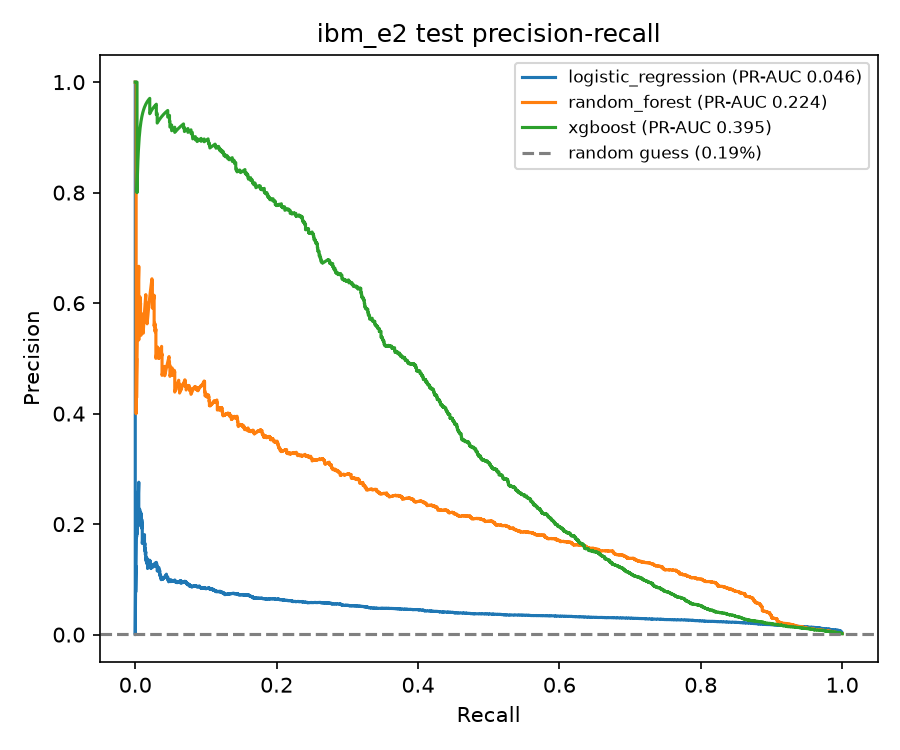 ibm_e2 test precision-recall
logistic_regression (PR-AUC 0.046)
random_forest (PR-AUC 0.224)
xgboost (PR-AUC 0.395)
random guess (0.19%)
Precision
1.0
0.8
0.6
0.4
0.2
0.0
0.0 0.2 0.4 0.6 0.8 1.0
Recall